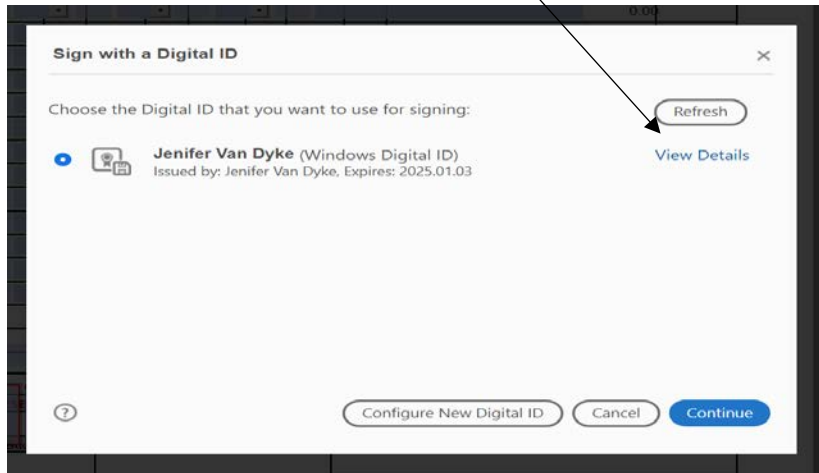 0.00
Sign with a Digital ID
Choose the Digital ID that you want to use for signing:
Refresh
Jenifer Van Dyke (Windows Digital ID)
View Details
Issued by: Jenifer Van Dyke, Expires: 2025.01.03
Configure New Digital ID
Cancel
Continue